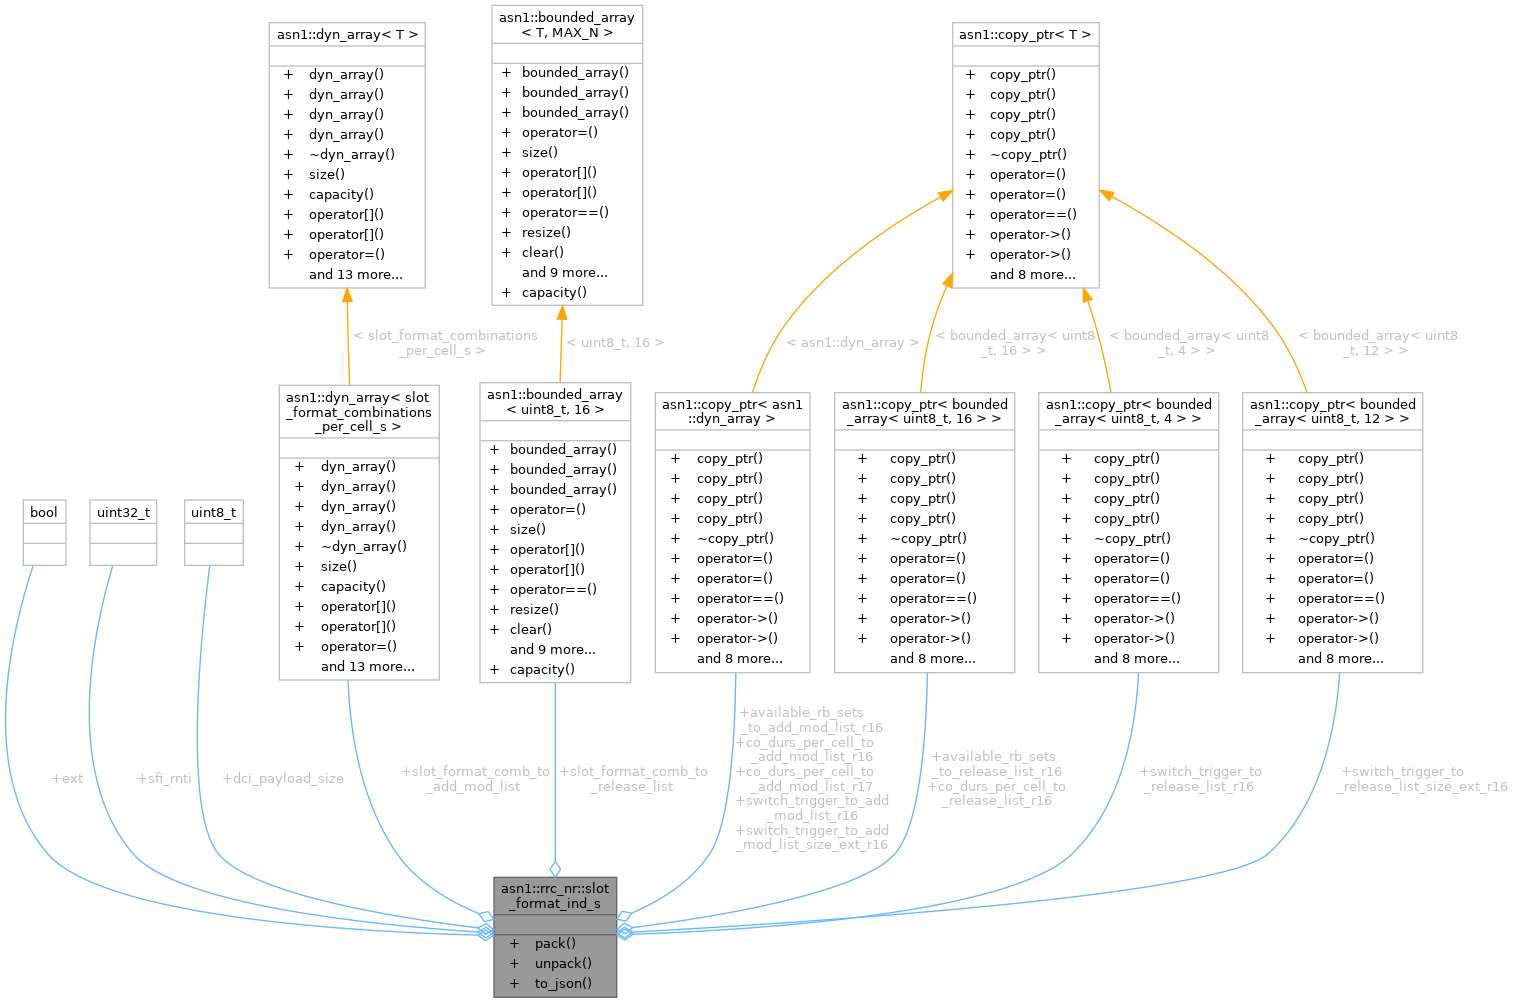 asn1::dyn_array< T >
+ dyn_array()
+ dyn_array()
+ dyn_array()
+ dyn_array()
+ ~dyn_array()
+ size()
+ capacity()
+ operator[]()
+ operator[]()
+ operator=()
and 13 more...
asn1::bounded_array
< T, MAX_N >
+ bounded_array()
+ bounded_array()
+ bounded_array()
+ operator=()
+ size()
+ operator[]()
+ operator[]()
+ operator==()
+ resize()
+ clear()
and 9 more...
+ capacity()
asn1::copy_ptr< T >
+ copy_ptr()
+ copy_ptr()
+ copy_ptr()
+ copy_ptr()
+ ~copy_ptr()
+ operator=()
+ operator=()
+ operator==()
+ operator->()
+ operator->()
and 8 more...
< slot_format_combinations
_per_cell_s >
< uint8_t, 16 >
< asn1::dyn_array >
< bounded_array< uint8
_t, 16 > >
< bounded_array< uint8
_t, 4 > >
< bounded_array< uint8
_t, 12 > >
bool
uint32_t
uint8_t
asn1::dyn_array< slot
_format_combinations
_per_cell_s >
+ dyn_array()
+ dyn_array()
+ dyn_array()
+ dyn_array()
+ ~dyn_array()
+ size()
+ capacity()
+ operator[]()
+ operator[]()
+ operator=()
and 13 more...
asn1::bounded_array
< uint8_t, 16 >
+ bounded_array()
+ bounded_array()
+ bounded_array()
+ operator=()
+ size()
+ operator[]()
+ operator[]()
+ operator==()
+ resize()
+ clear()
and 9 more...
+ capacity()
asn1::copy_ptr< asn1
::dyn_array >
+ copy_ptr()
+ copy_ptr()
+ copy_ptr()
+ copy_ptr()
+ ~copy_ptr()
+ operator=()
+ operator=()
+ operator==()
+ operator->()
+ operator->()
and 8 more...
asn1::copy_ptr< bounded
_array< uint8_t, 16 > >
+ copy_ptr()
+ copy_ptr()
+ copy_ptr()
+ copy_ptr()
+ ~copy_ptr()
+ operator=()
+ operator=()
+ operator==()
+ operator->()
+ operator->()
and 8 more...
asn1::copy_ptr< bounded
_array< uint8_t, 4 > >
+ copy_ptr()
+ copy_ptr()
+ copy_ptr()
+ copy_ptr()
+ ~copy_ptr()
+ operator=()
+ operator=()
+ operator==()
+ operator->()
+ operator->()
and 8 more...
asn1::copy_ptr< bounded
_array< uint8_t, 12 > >
+ copy_ptr()
+ copy_ptr()
+ copy_ptr()
+ copy_ptr()
+ ~copy_ptr()
+ operator=()
+ operator=()
+ operator==()
+ operator->()
+ operator->()
and 8 more...
+ext
+sfi_rnti
+dci_payload_size
+slot_format_comb_to
_add_mod_list
+slot_format_comb_to
_release_list
+available_rb_sets
_to_add_mod_list_r16
+co_durs_per_cell_to
_add_mod_list_r16
+co_durs_per_cell_to
_add_mod_list_r17
+switch_trigger_to_add
_mod_list_r16
+switch_trigger_to_add
_mod_list_size_ext_r16
+available_rb_sets
_to_release_list_r16
+co_durs_per_cell_to
_release_list_r16
+switch_trigger_to
_release_list_r16
+switch_trigger_to
_release_list_size_ext_r16
asn1::rrc_nr::slot
_format_ind_s
+ pack()
+ unpack()
+ to_json()